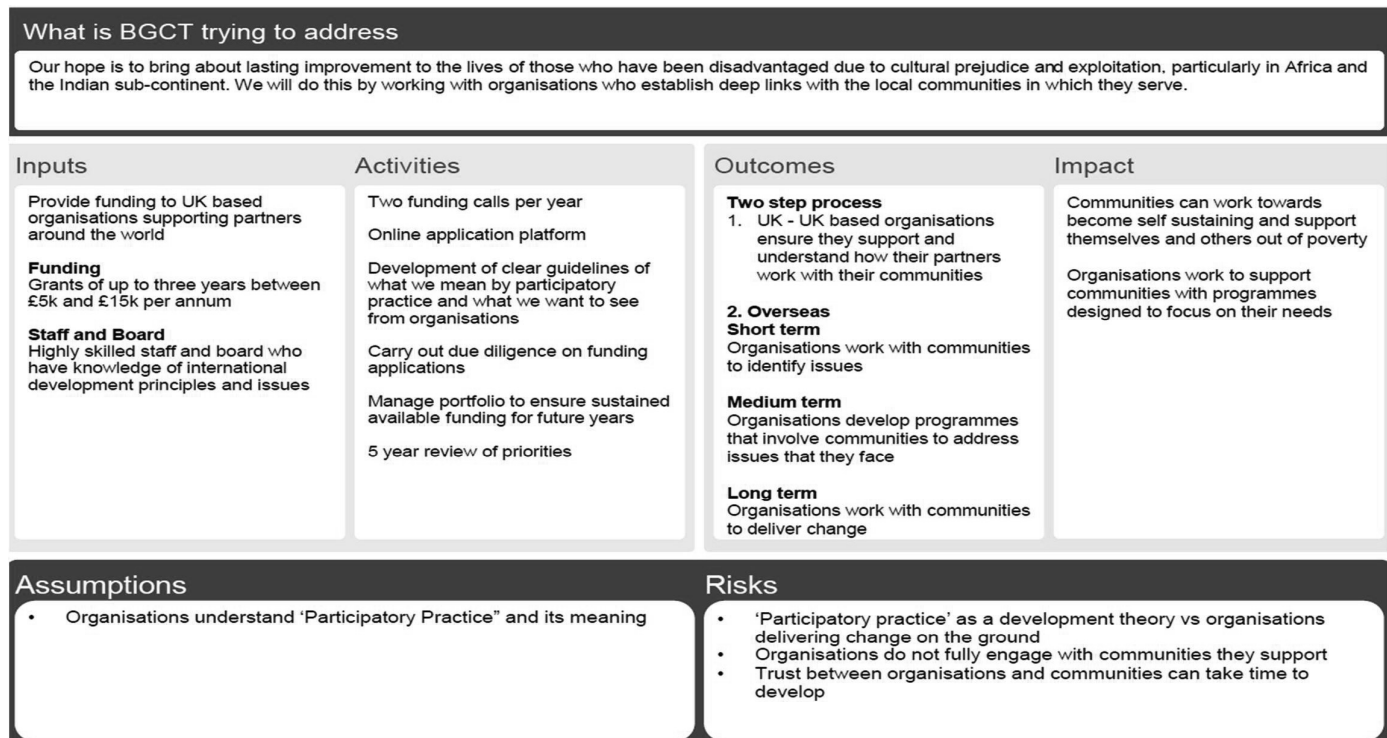 What is BGCT trying to address
Our hope is to bring about lasting improvement to the lives of those who have been disadvantaged due to cultural prejudice and exploitation, particularly in Africa and
the Indian sub-continent. We will do this by working with organisations who establish deep links with the local communities in which they serve.
Inputs
Provide funding to UK based
organisations supporting partners
around the world
Funding
Grants of up to three years between
£5k and £15k per annum
Staff and Board
Highly skilled staff and board who
have knowledge of international
development principles and issues
Activities
Two funding calls per year
Online application platform
Development of clear guidelines of
what we mean by participatory
practice and what we want to see
from organisations
Carry out due diligence on funding
applications
Manage portfolio to ensure sustained
available funding for future years
5 year review of priorities
Outcomes
Two step process
1. UK - UK based organisations
ensure they support and
understand how their partners
work with their communities
2. Overseas
Short term
Organisations work with communities
to identify issues
Medium term
Organisations develop programmes
that involve communities to address
issues that they face
Long term
Organisations work with communities
to deliver change
Impact
Communities can work towards
become self sustaining and support
themselves and others out of poverty
Organisations work to support
communities with programmes
designed to focus on their needs
Assumptions
• Organisations understand ‘Participatory Practice” and its meaning
Risks
• ‘Participatory practice’ as a development theory vs organisations
delivering change on the ground
• Organisations do not fully engage with communities they support
• Trust between organisations and communities can take time to
develop